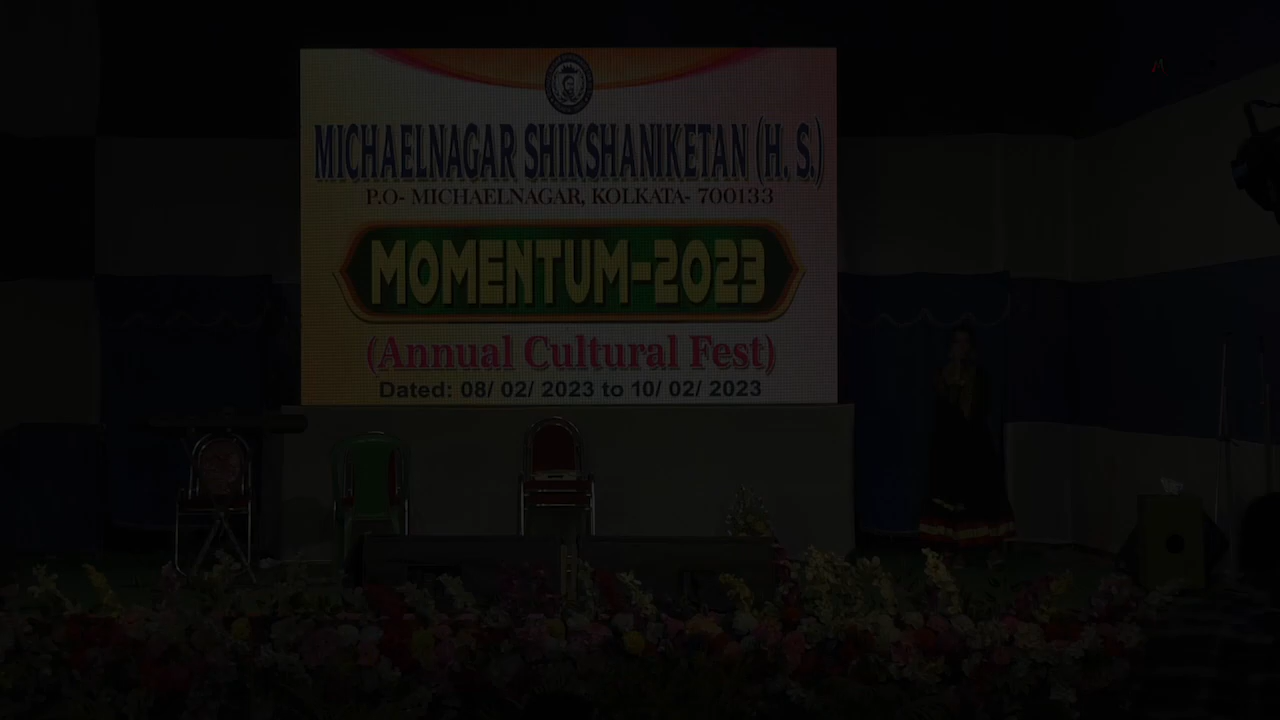 MICHAELNAGAR SHIKSHANIKETAN (H. S.)
P.O- MICHAELNAGAR, KOLKATA- 700133
MOMENTUM-2023
(Annual Cultural Fest)
Dated: 08/ 02/ 2023 to 10/ 02/ 2023